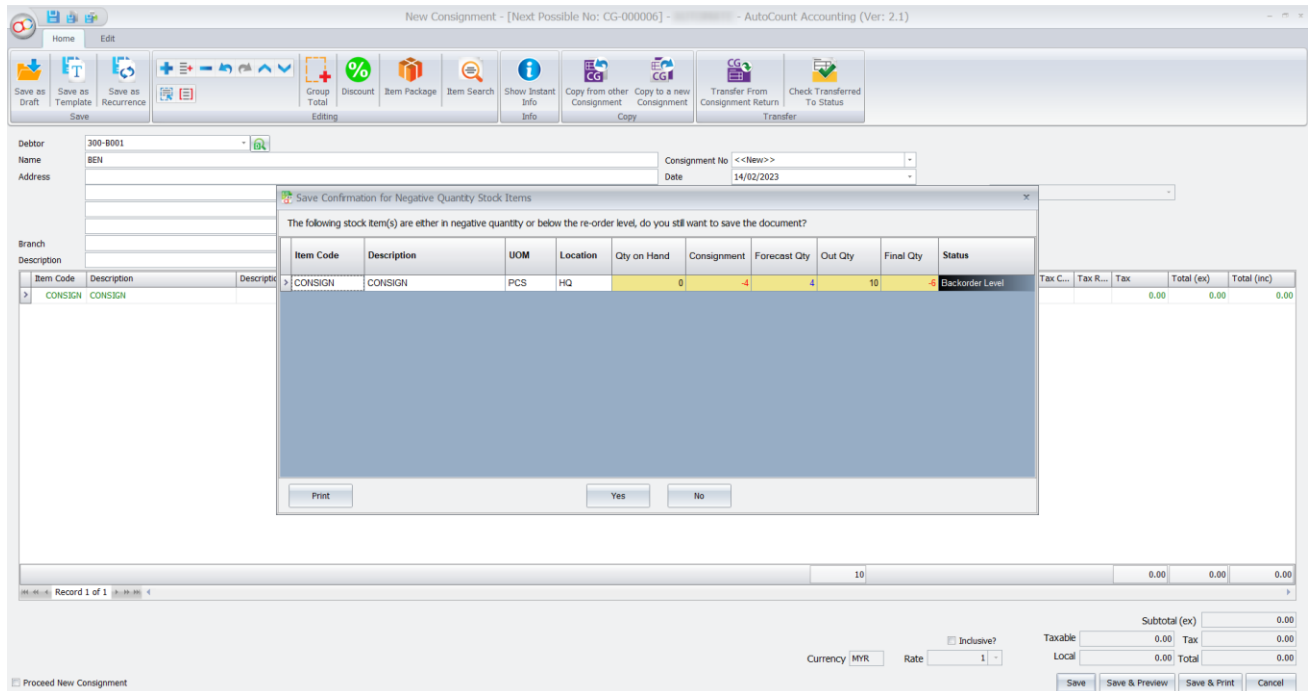 New Consignment - [Next Possible No: CG-000006] - - AutoCount Accounting (Ver: 2.1)
Home Edit
Save as Draft Save as Template Save as Recurrence Group Total Discount Item Package Item Search Show Instant Info Copy from other Consignment Copy to a new Consignment Transfer From Consignment Return Check Transferred To Status
Save Editing Info Copy Transfer
Debtor 300-B001
Name BEN Consignment No <<New>>
Address Date 14/02/2023
Save Confirmation for Negative Quantity Stock Items
The following stock item(s) are either in negative quantity or below the re-order level, do you still want to save the document?
Item Code Description UOM Location Qty on Hand Consignment Forecast Qty Out Qty Final Qty Status
CONSIGN CONSIGN PCS HQ 0 -4 4 10 -6 Backorder Level
Print Yes No
Branch
Description
Item Code Description Descriptio Tax C... Tax R... Tax Total (ex) Total (inc)
CONSIGN CONSIGN 0.00 0.00 0.00
10 0.00 0.00 0.00
Record 1 of 1
Subtotal (ex) 0.00
Inclusive? Taxable 0.00 Tax 0.00
Currency MYR Rate 1 Local 0.00 Total 0.00
Proceed New Consignment Save Save & Preview Save & Print Cancel